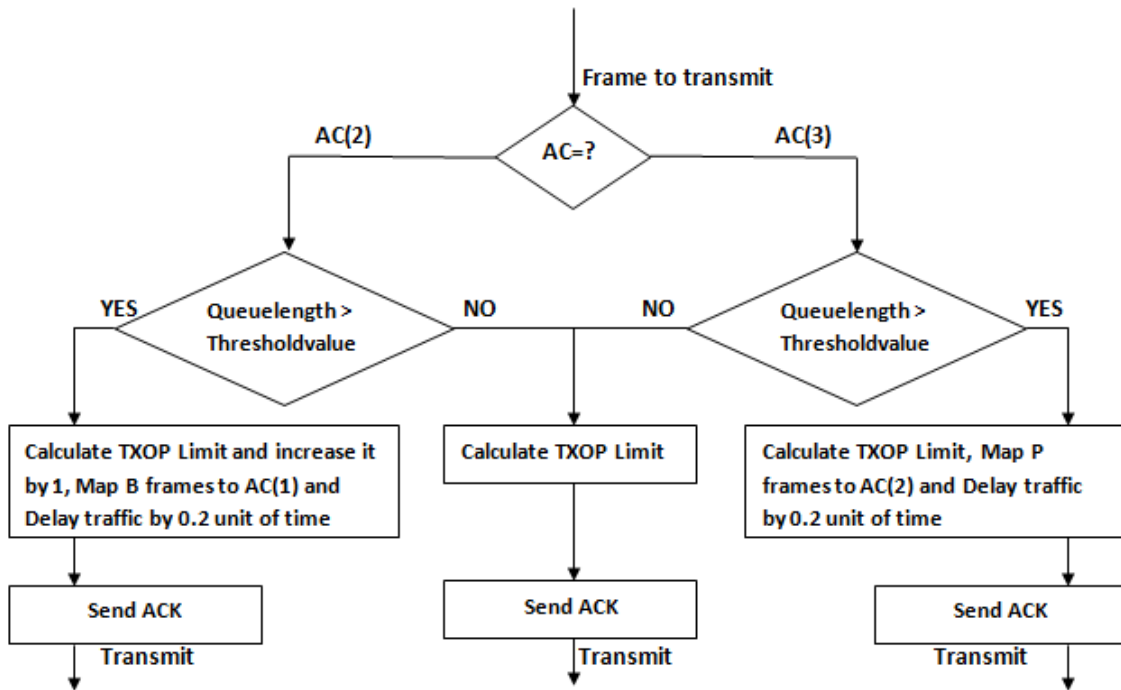 Frame to transmit
AC(2)
AC=?
AC(3)
YES
Queuelength >
Thresholdvalue
NO
NO
Queuelength >
Thresholdvalue
YES
Calculate TXOP Limit and increase it
by 1, Map B frames to AC(1) and
Delay traffic by 0.2 unit of time
Calculate TXOP Limit
Calculate TXOP Limit, Map P
frames to AC(2) and Delay traffic
by 0.2 unit of time
Send ACK
Send ACK
Send ACK
Transmit
Transmit
Transmit